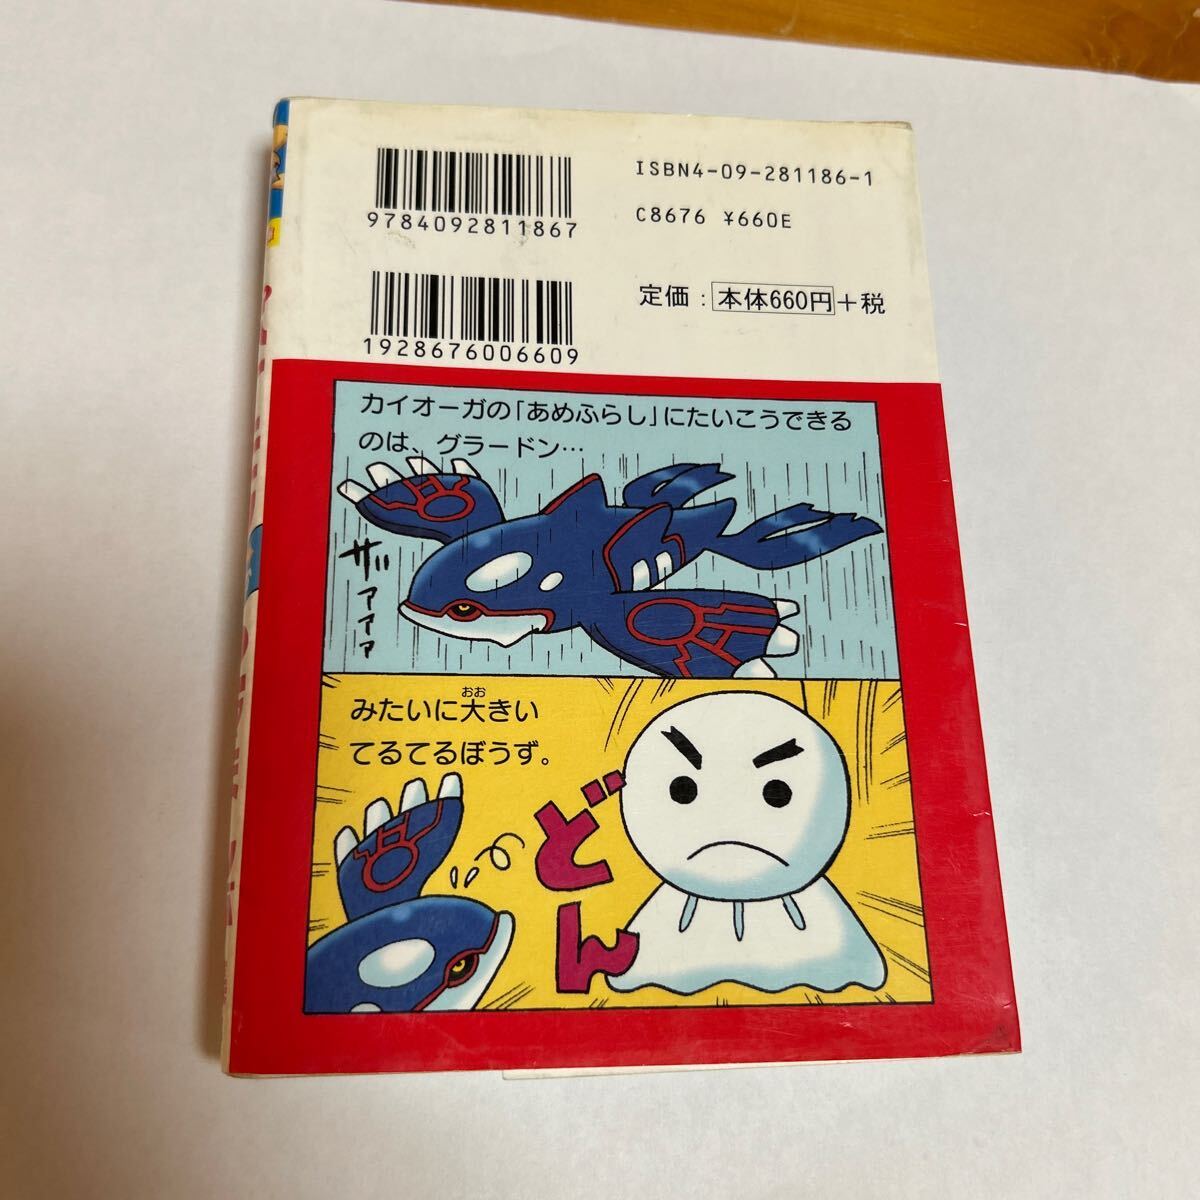 ISBN4-09-281186-1
9784092811867
C8676 ¥660E
定価：本体660円+税
1928676006609
カイオーガの「あめふらし」にたいこうできる
のは、グラードン…
ザァァァ
みたいに大きい
おお
てるてるぼうず。
どん